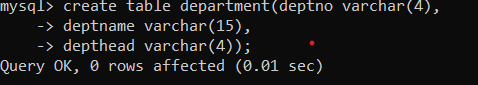 mysql> create table department(deptno varchar(4),
    -> deptname varchar(15),
    -> depthead varchar(4));
Query OK, 0 rows affected (0.01 sec)